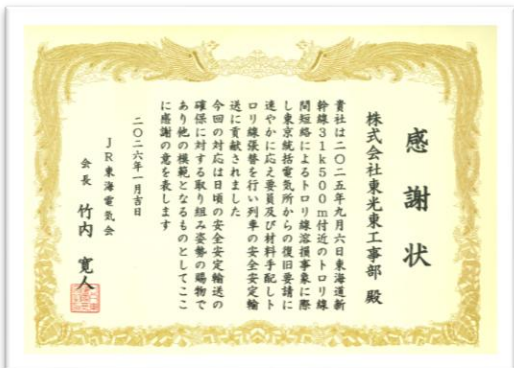 感謝状
株式会社東光東工事部 殿
貴社は二〇二五年九月六日東海道新
幹線31k500m付近のトロリ線
間短絡によるトロリ線溶損事象に際
し東京統括電気所からの復旧要請に
速やかに応え要員及び材料手配しト
ロリ線張替を行い列車の安全安定輸
送に貢献されました
今回の対応は日頃の安全安定輸送の
確保に対する取り組み姿勢の賜物で
あり他の模範となるものとしてここ
に感謝の意を表します
二〇二六年一月吉日
JR東海電気会
会長 竹内 寛人